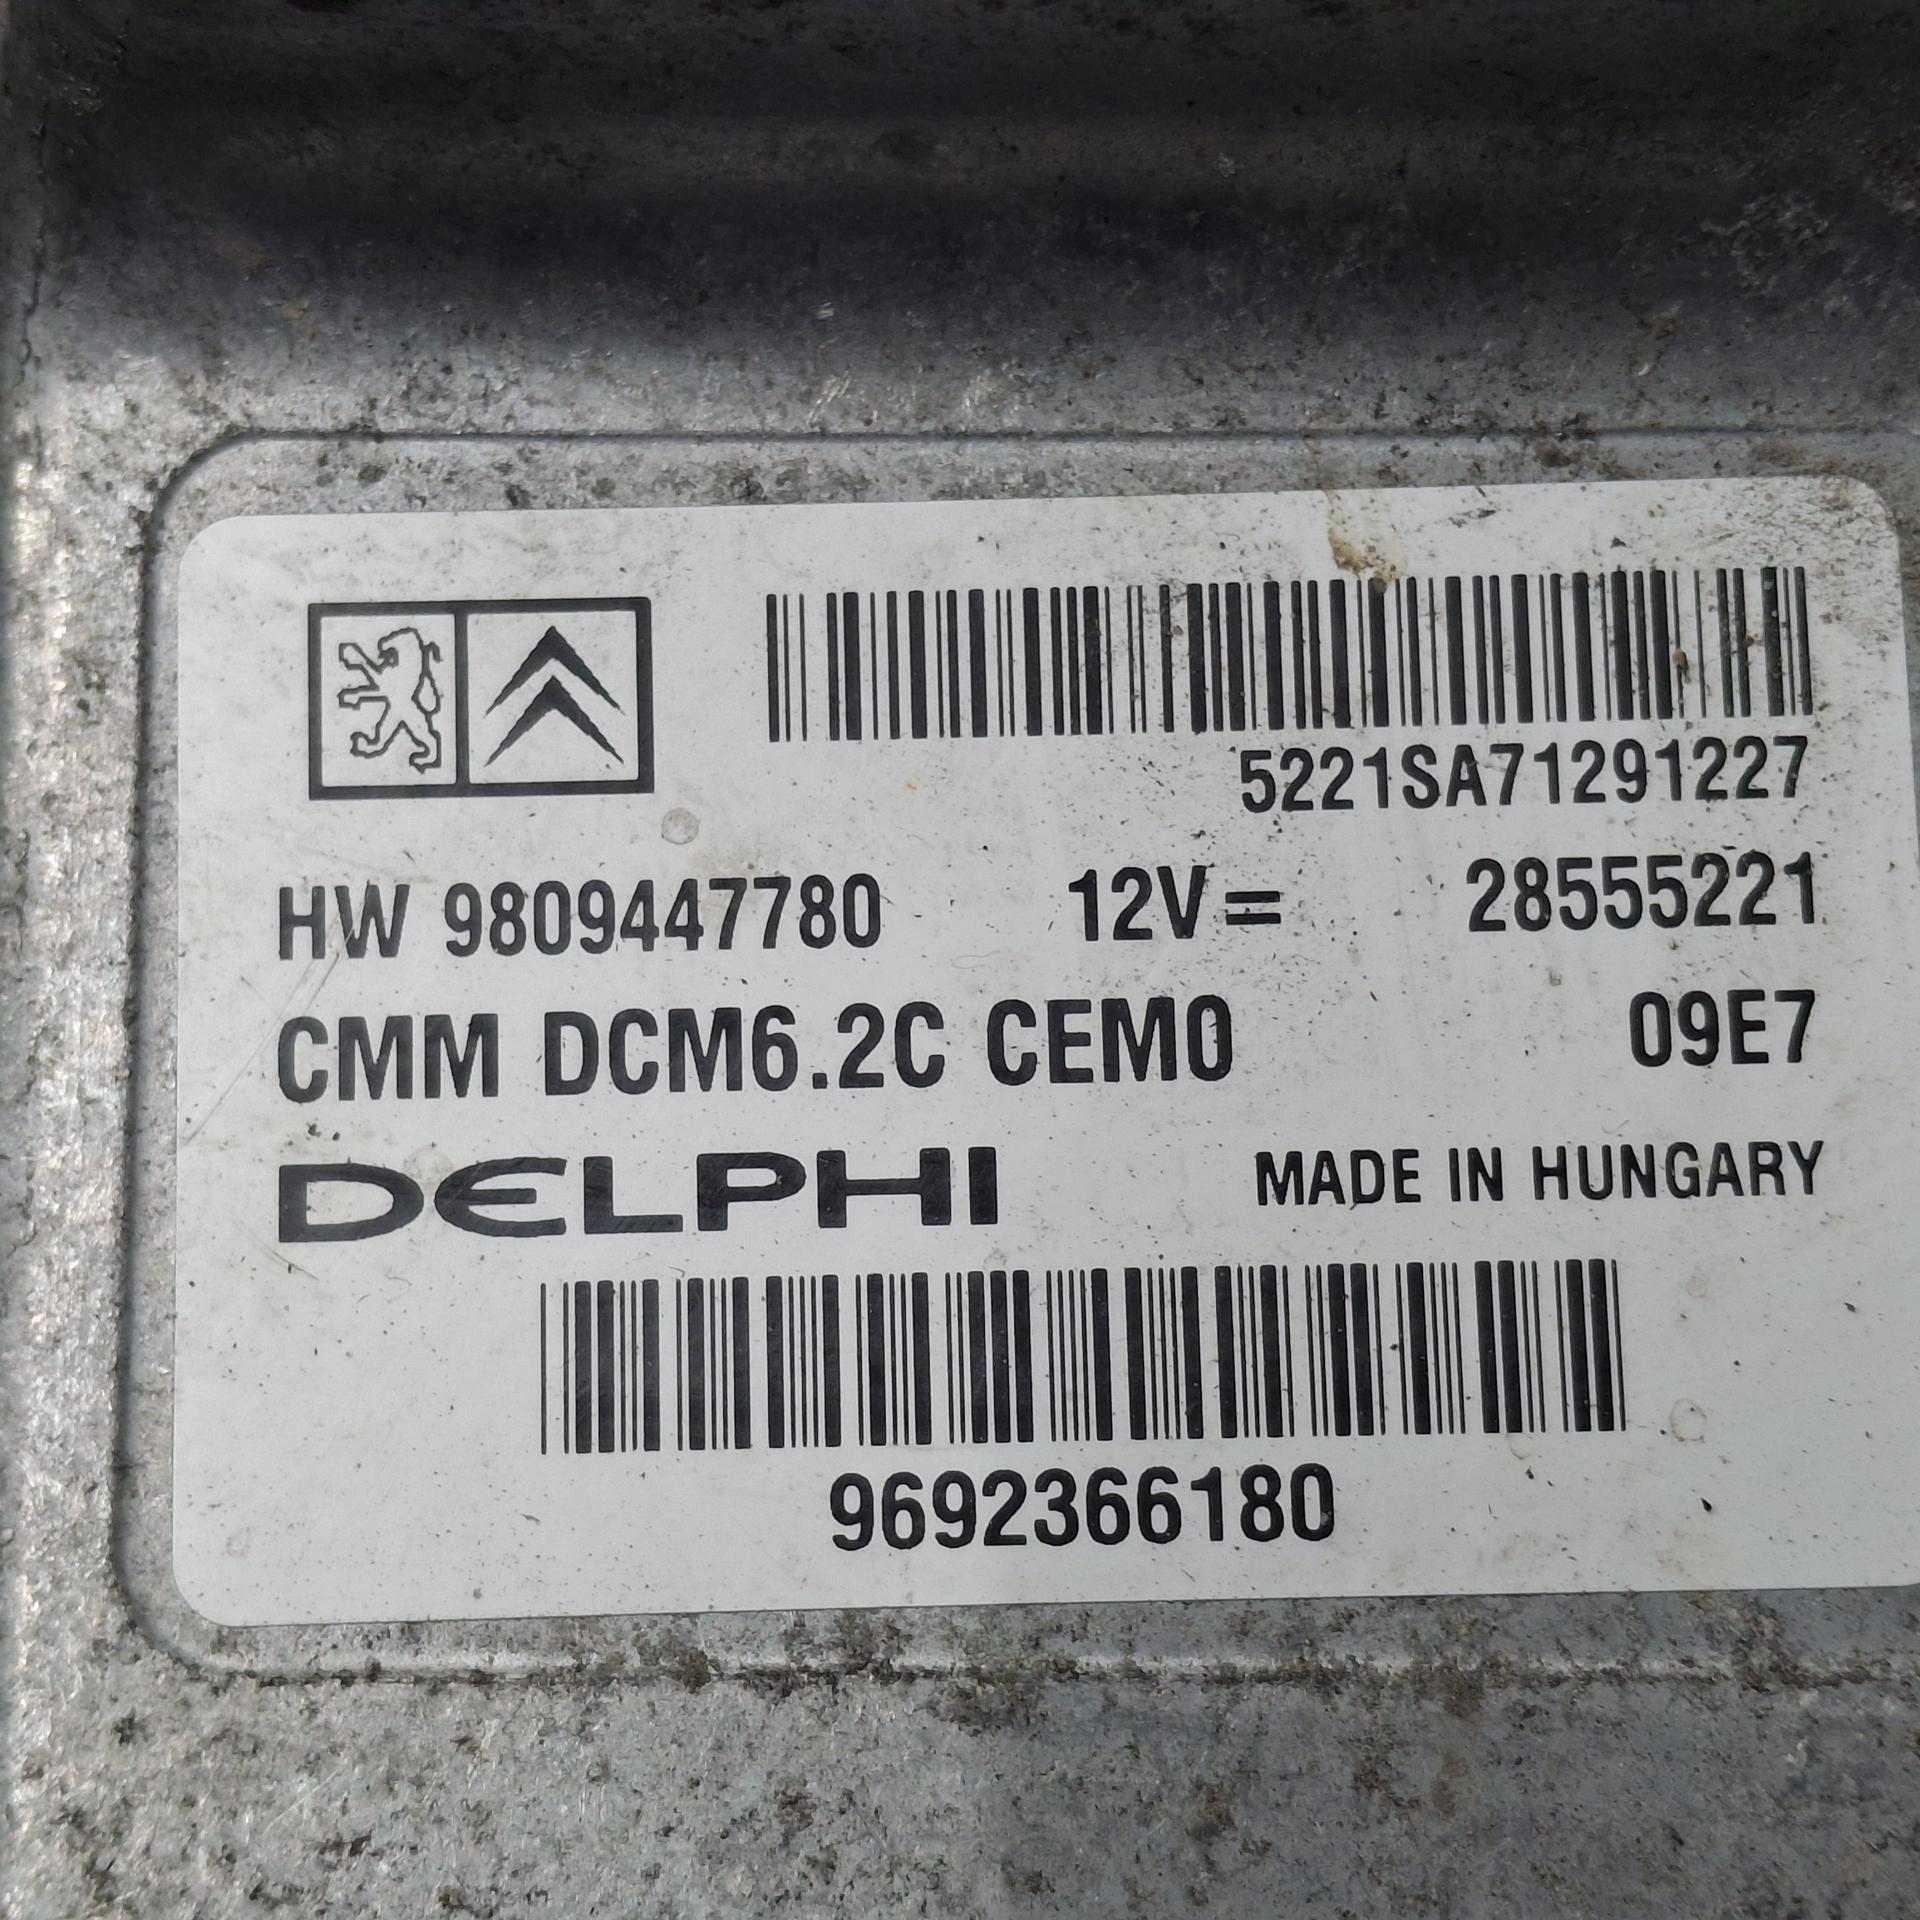 5221SA71291227
HW 9809447780 12V= 28555221
CMM DCM6.2C CEM0 09E7
DELPHI MADE IN HUNGARY
9692366180